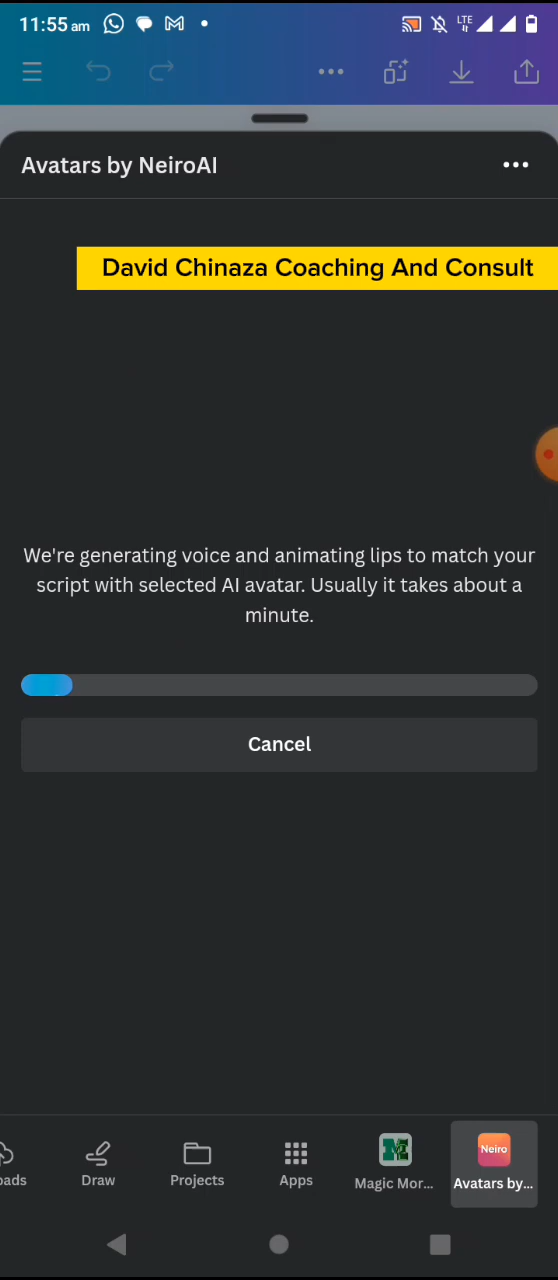 11:55 am
LTE
Avatars by NeiroAI
David Chinaza Coaching And Consult
We're generating voice and animating lips to match your
script with selected AI avatar. Usually it takes about a
minute.
Cancel
Neiro
oads Draw Projects Apps Magic Mor... Avatars by...